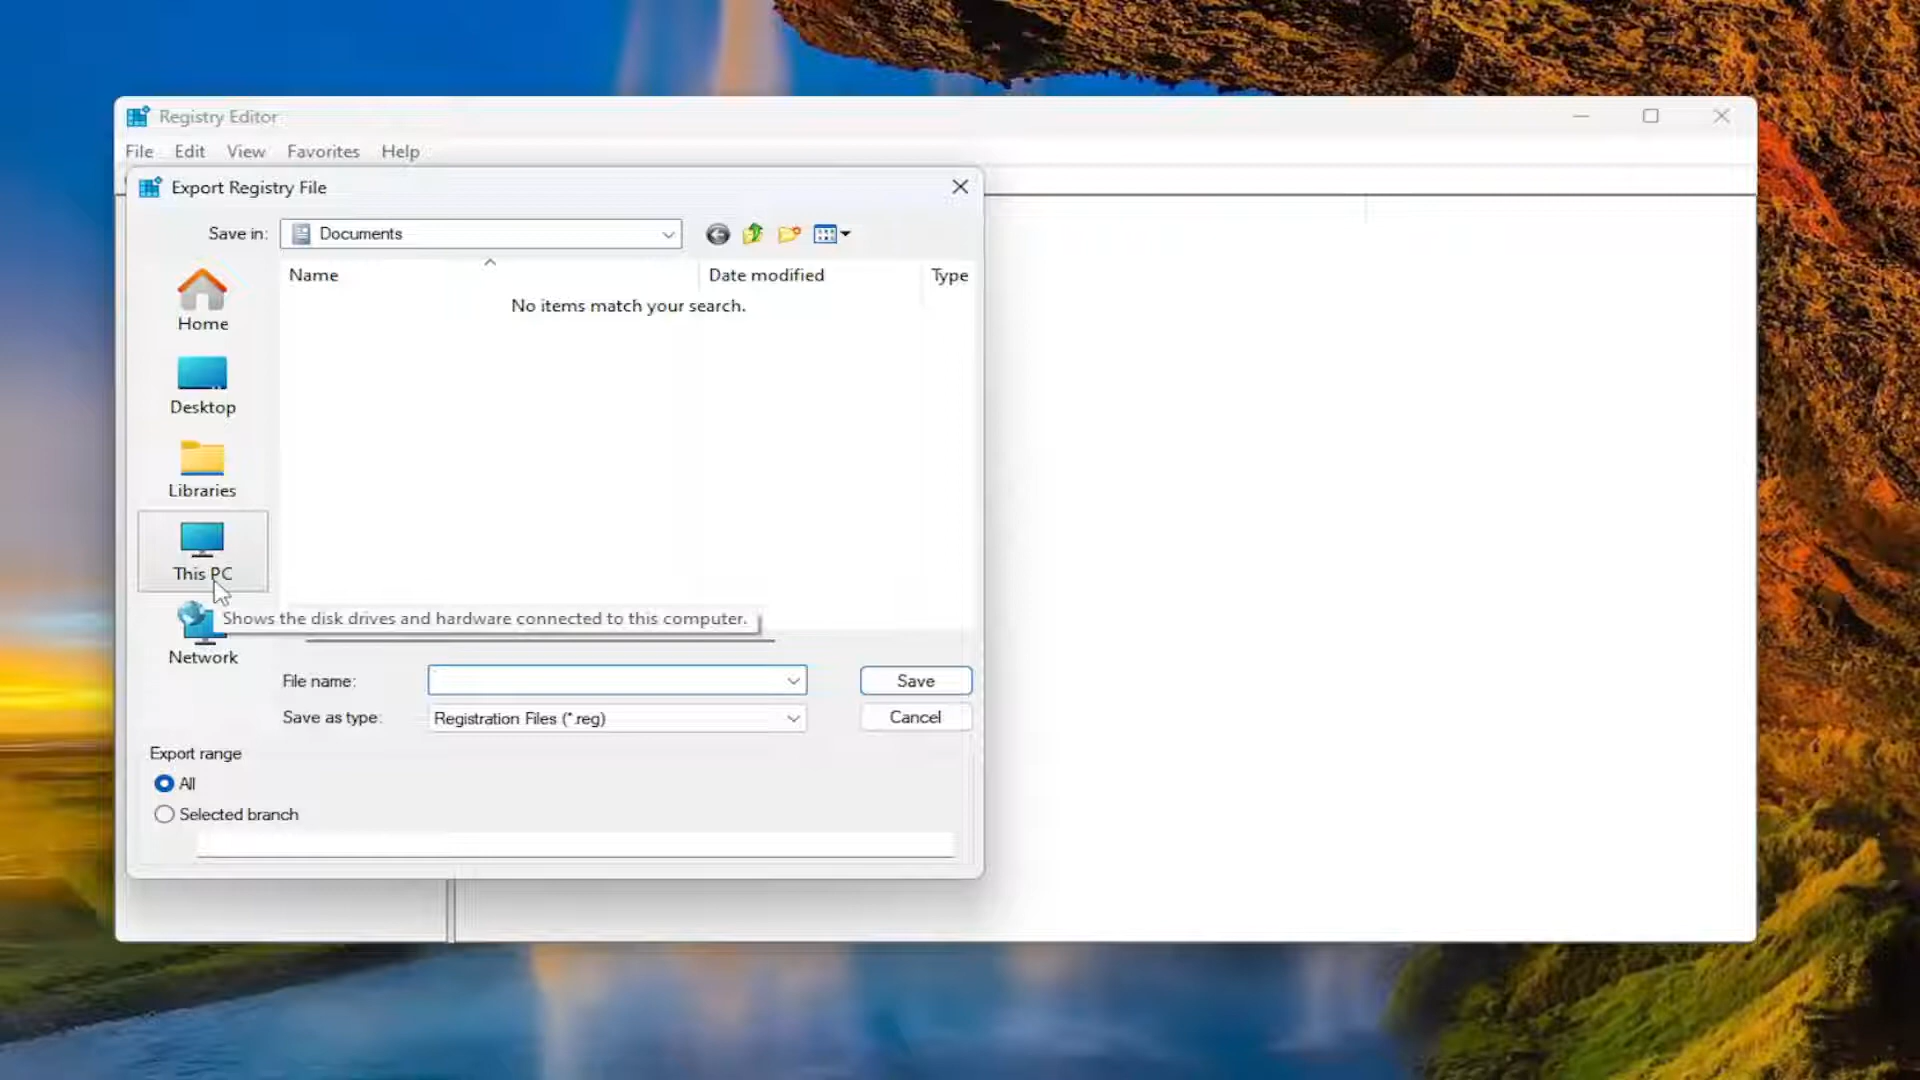 Registry Editor
File Edit View Favorites Help
Export Registry File
Save in: Documents
Name Date modified Type
No items match your search.
Home
Desktop
Libraries
This PC
Shows the disk drives and hardware connected to this computer.
Network
File name: Save
Save as type: Registration Files (*.reg) Cancel
Export range
All
Selected branch